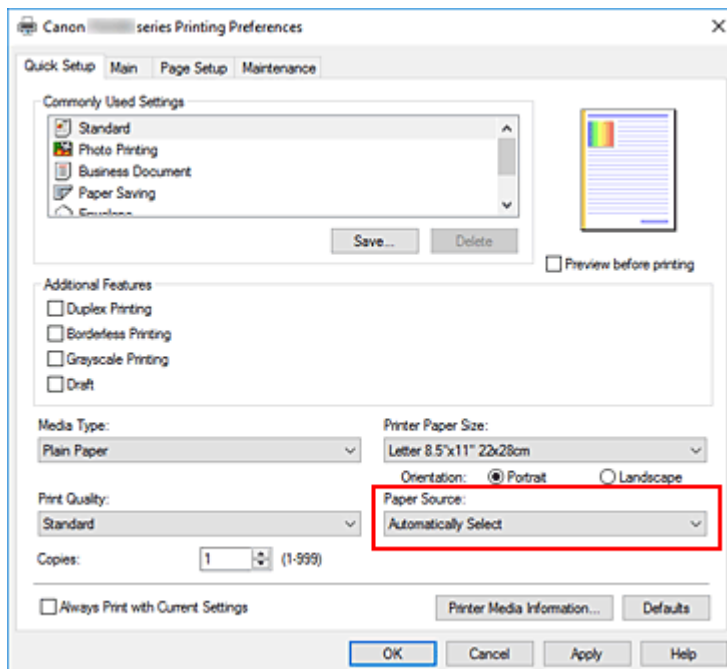 Canon series Printing Preferences
Quick Setup Main Page Setup Maintenance
Commonly Used Settings
Standard
Photo Printing
Business Document
Paper Saving
Envelope
Save... Delete
Preview before printing
Additional Features
Duplex Printing
Borderless Printing
Grayscale Printing
Draft
Media Type: Printer Paper Size:
Plain Paper Letter 8.5"x11" 22x28cm
Orientation: Portrait Landscape
Print Quality: Paper Source:
Standard Automatically Select
Copies: 1 (1-999)
Always Print with Current Settings Printer Media Information... Defaults
OK Cancel Apply Help